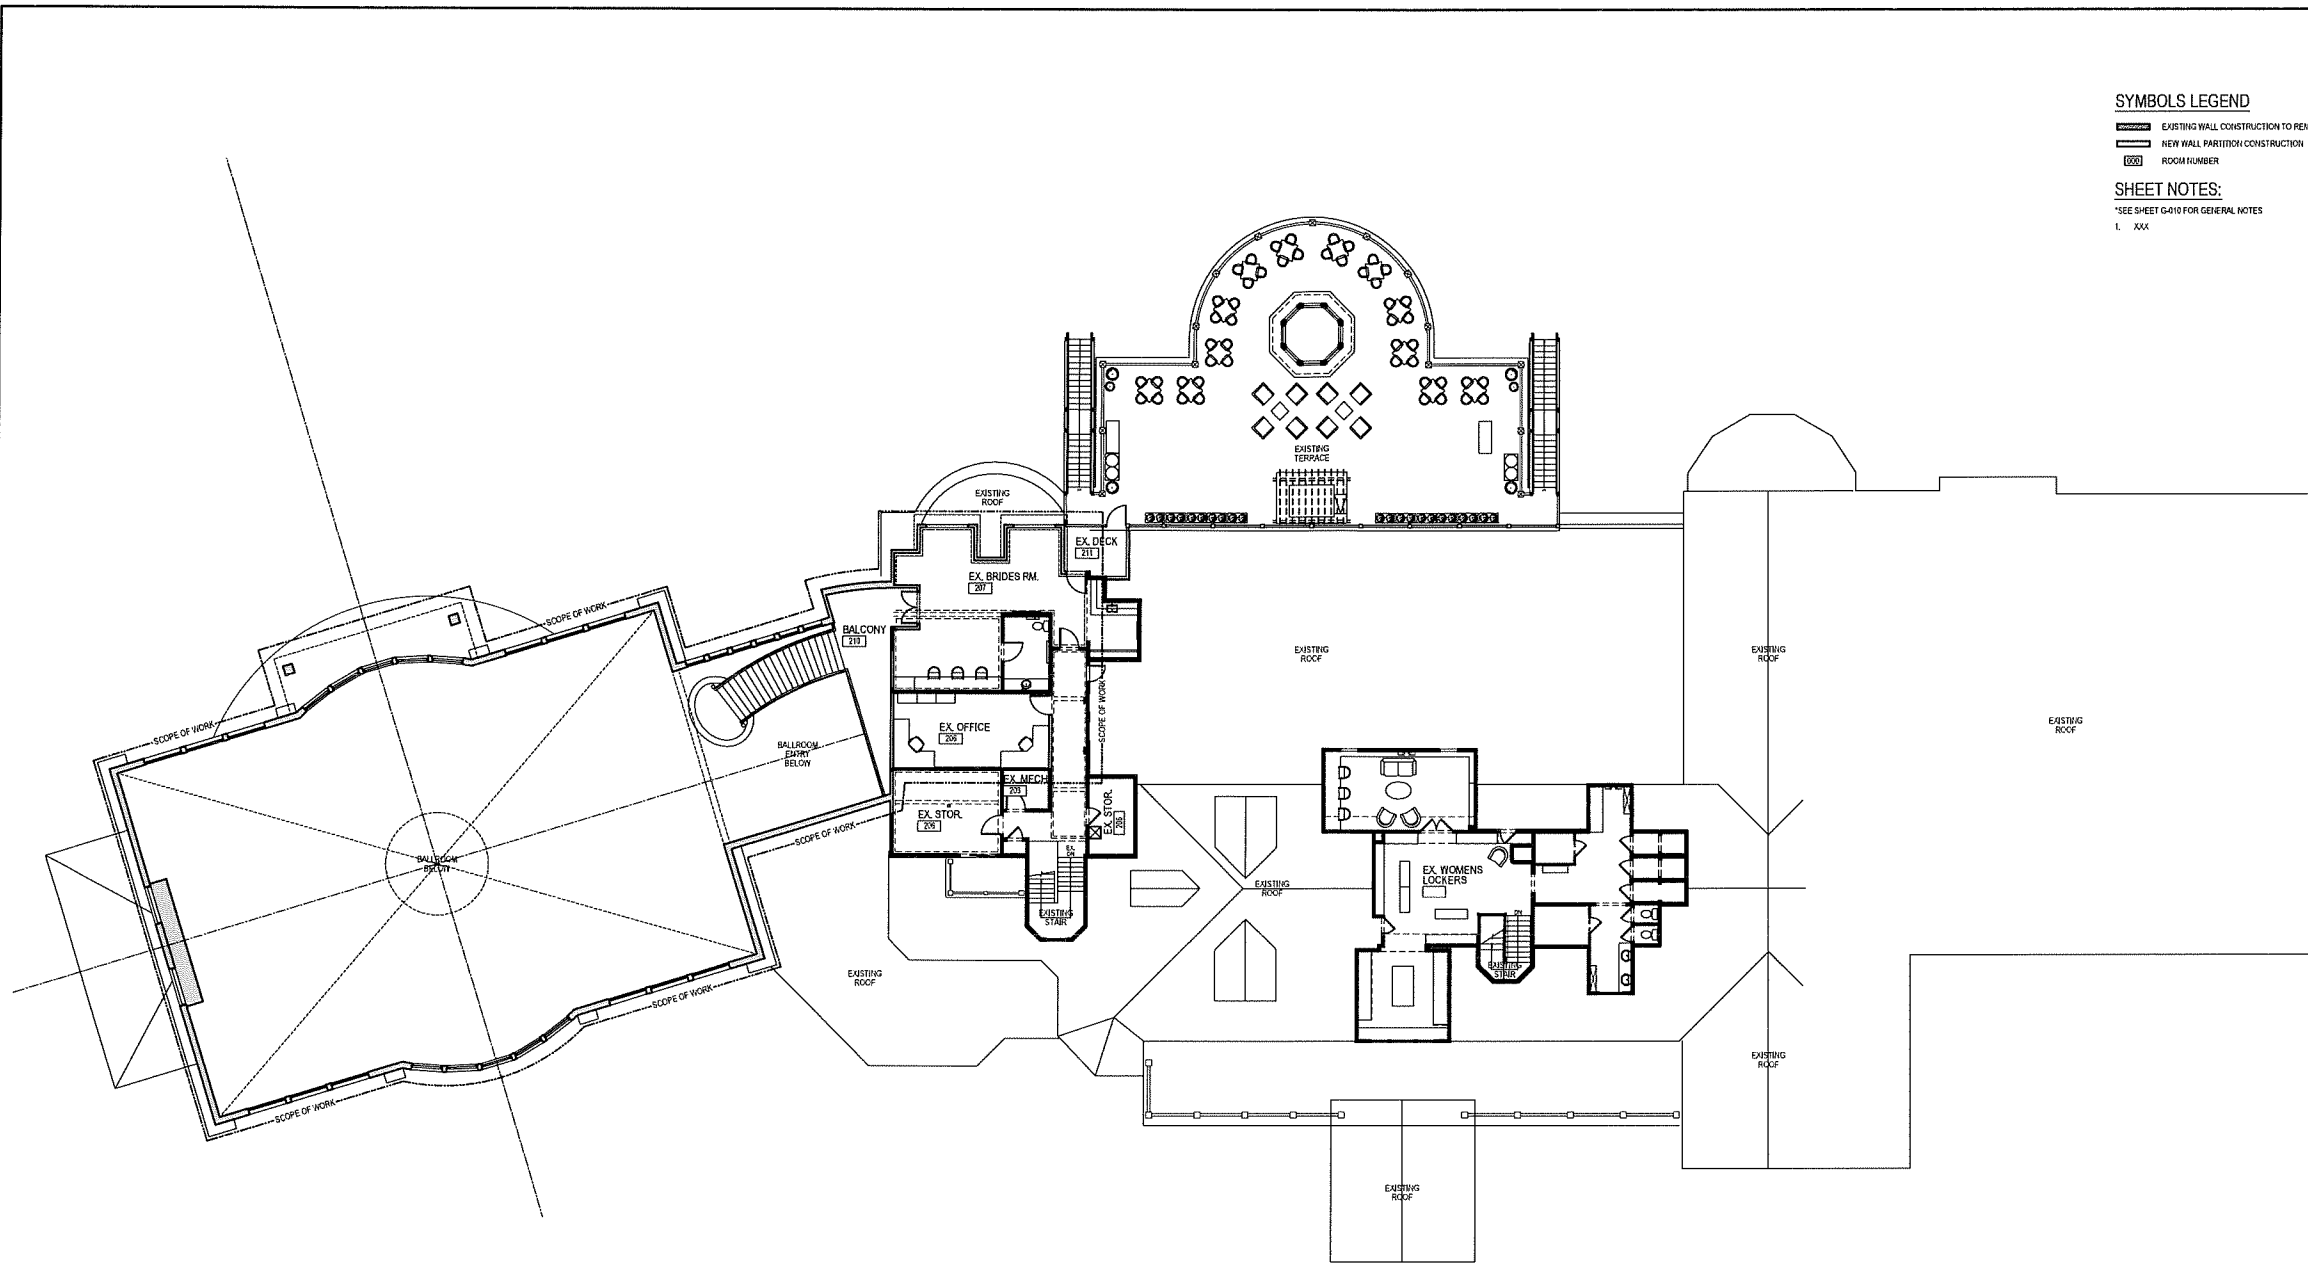 SYMBOLS LEGEND
EXISTING WALL CONSTRUCTION TO REM
NEW WALL PARTITION CONSTRUCTION
000
ROOM NUMBER
SHEET NOTES:
*SEE SHEET G-010 FOR GENERAL NOTES
1. XXX
EXISTING
TERRACE
EXISTING
ROOF
EX. DECK
211
EX. BRIDES RM.
207
SCOPE OF WORK
BALCONY
210
EXISTING
ROOF
EXISTING
ROOF
SCOPE OF WORK
SCOPE OF WORK
EX. OFFICE
206
EXISTING
ROOF
BALLROOM
ENTRY
BELOW
EX. MECH
203
EX. STOR.
206
EX. STOR.
205
SCOPE OF WORK
EX.
DN
BALLROOM
BELOW
EX. WOMENS
LOCKERS
EXISTING
ROOF
DN
EXISTING
STAIR
EXISTING
STAIR
EXISTING
ROOF
SCOPE OF WORK
EXISTING
ROOF
SCOPE OF WORK
EXISTING
ROOF